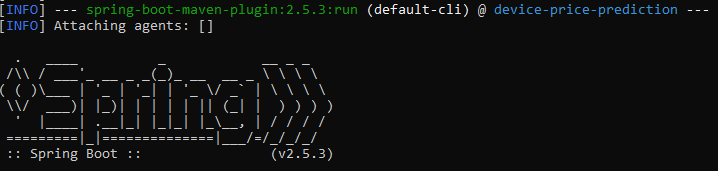 [INFO] --- spring-boot-maven-plugin:2.5.3:run (default-cli) @ device-price-prediction ---
[INFO] Attaching agents: []
  .   ____          _            __ _ _
 /\\ / ___'_ __ _ _(_)_ __  __ _ \ \ \ \
( ( )\___ | '_ | '_| | '_ \/ _` | \ \ \ \
 \\/  ___)| |_)| | | | | || (_| |  ) ) ) )
  '  |____| .__|_| |_|_| |_\__, | / / / /
 =========|_|==============|___/=/_/_/_/
 :: Spring Boot ::                (v2.5.3)